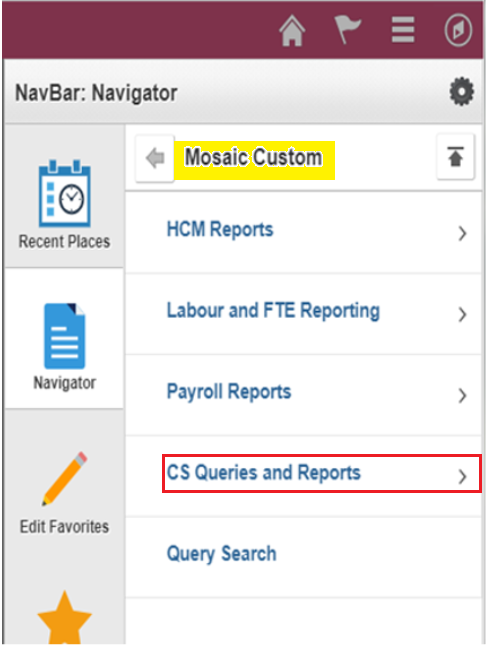 NavBar: Navigator
Mosaic Custom
Recent Places
HCM Reports
Labour and FTE Reporting
Navigator
Payroll Reports
CS Queries and Reports
Edit Favorites
Query Search